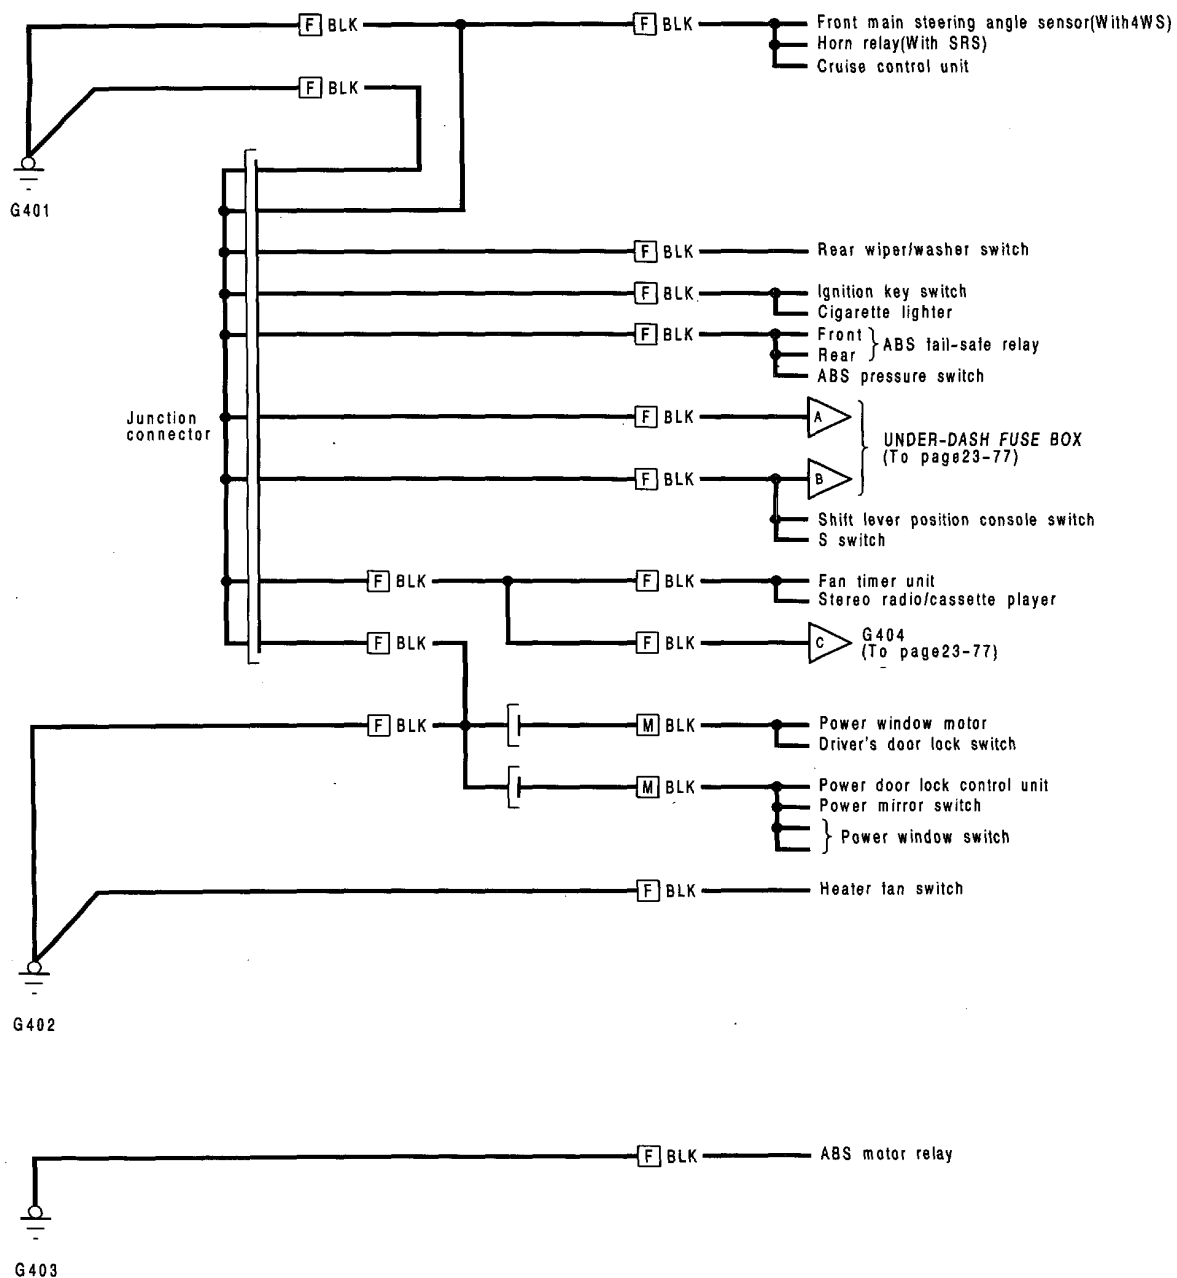 F BLK F BLK Front main steering angle sensor(With4WS)
Horn relay(With SRS)
Cruise control unit
F BLK
G401
F BLK Rear wiper/washer switch
F BLK Ignition key switch
Cigarette lighter
F BLK Front
Rear
ABS fail-safe relay
ABS pressure switch
Junction
connector
F BLK A
UNDER-DASH FUSE BOX
(To page23-77)
F BLK B
Shift lever position console switch
S switch
F BLK F BLK Fan timer unit
Stereo radio/cassette player
F BLK F BLK C G404
(To page23-77)
F BLK M BLK Power window motor
Driver's door lock switch
M BLK Power door lock control unit
Power mirror switch
Power window switch
F BLK Heater fan switch
G402
F BLK ABS motor relay
G403